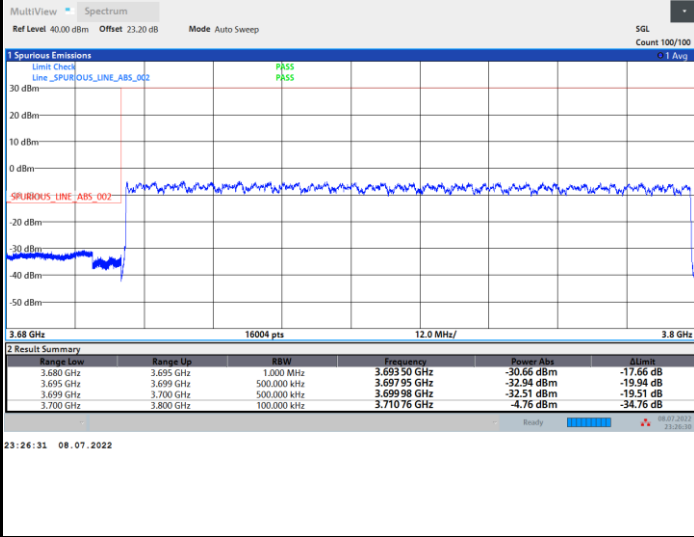 MultiView Spectrum
Ref Level 40.00 dBm Offset 23.20 dB Mode Auto Sweep SGL
Count 100/100
1 Spurious Emissions 1 Avg
Limit Check PASS
Line _SPURIOUS_LINE_ABS_002 PASS
30 dBm
20 dBm
10 dBm
0 dBm
-10 dBm
SPURIOUS_LINE_ABS_002
-20 dBm
-30 dBm
-40 dBm
-50 dBm
3.68 GHz 16004 pts 12.0 MHz/ 3.8 GHz
2 Result Summary
Range Low Range Up RBW Frequency Power Abs ΔLimit
3.680 GHz 3.695 GHz 1.000 MHz 3.693 50 GHz -30.66 dBm -17.66 dB
3.695 GHz 3.699 GHz 500.000 kHz 3.697 95 GHz -32.94 dBm -19.94 dB
3.699 GHz 3.700 GHz 500.000 kHz 3.699 98 GHz -32.51 dBm -19.51 dB
3.700 GHz 3.800 GHz 100.000 kHz 3.710 76 GHz -4.76 dBm -34.76 dB
Ready 08.07.2022
23:26:30
23:26:31 08.07.2022